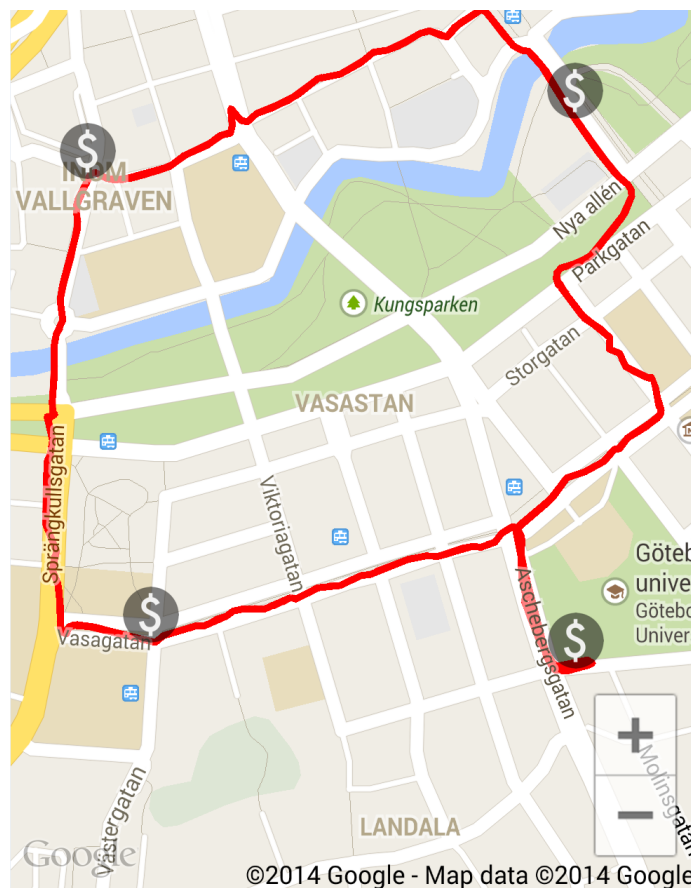 $
$
INOM
VALLGRAVEN
Nya allén
Parkgatan
Kungsparken
Storgatan
VASASTAN
Sprängkullsgatan
Viktoriagatan
Göteb
unive
Götebo
Univer
Aschebergsgatan
$
$
Vasagatan
+
−
Molinsgatan
Västergatan
LANDALA
Google
©2014 Google - Map data ©2014 Google